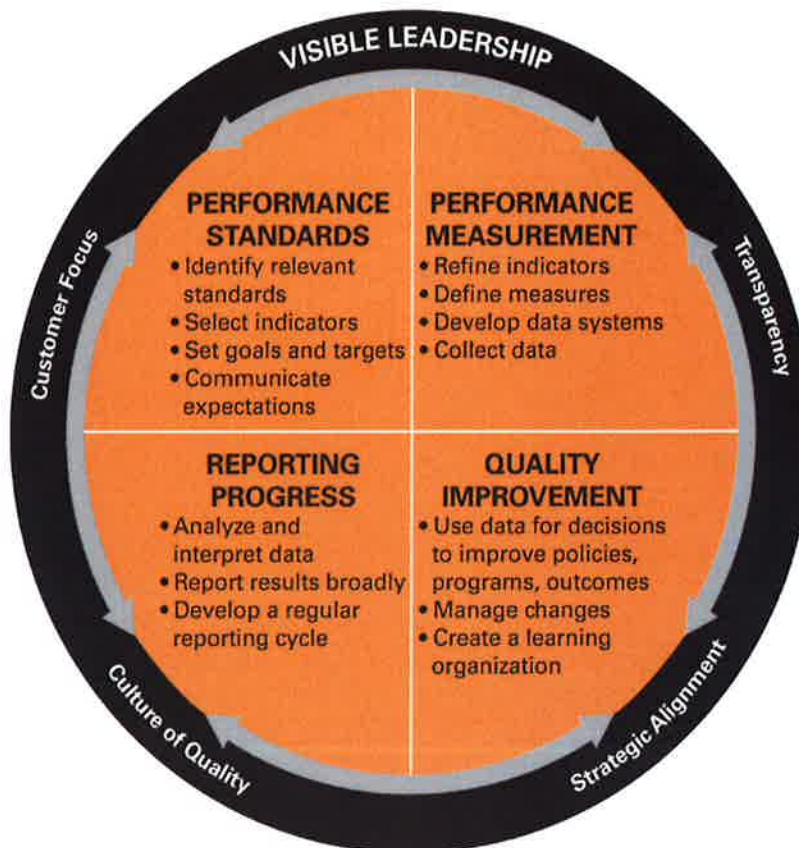 VISIBLE LEADERSHIP
Customer Focus
Transparency
PERFORMANCE
STANDARDS
• Identify relevant
standards
• Select indicators
• Set goals and targets
• Communicate
expectations
PERFORMANCE
MEASUREMENT
• Refine indicators
• Define measures
• Develop data systems
• Collect data
REPORTING
PROGRESS
• Analyze and
interpret data
• Report results broadly
• Develop a regular
reporting cycle
QUALITY
IMPROVEMENT
• Use data for decisions
to improve policies,
programs, outcomes
• Manage changes
• Create a learning
organization
Culture of Quality
Strategic Alignment